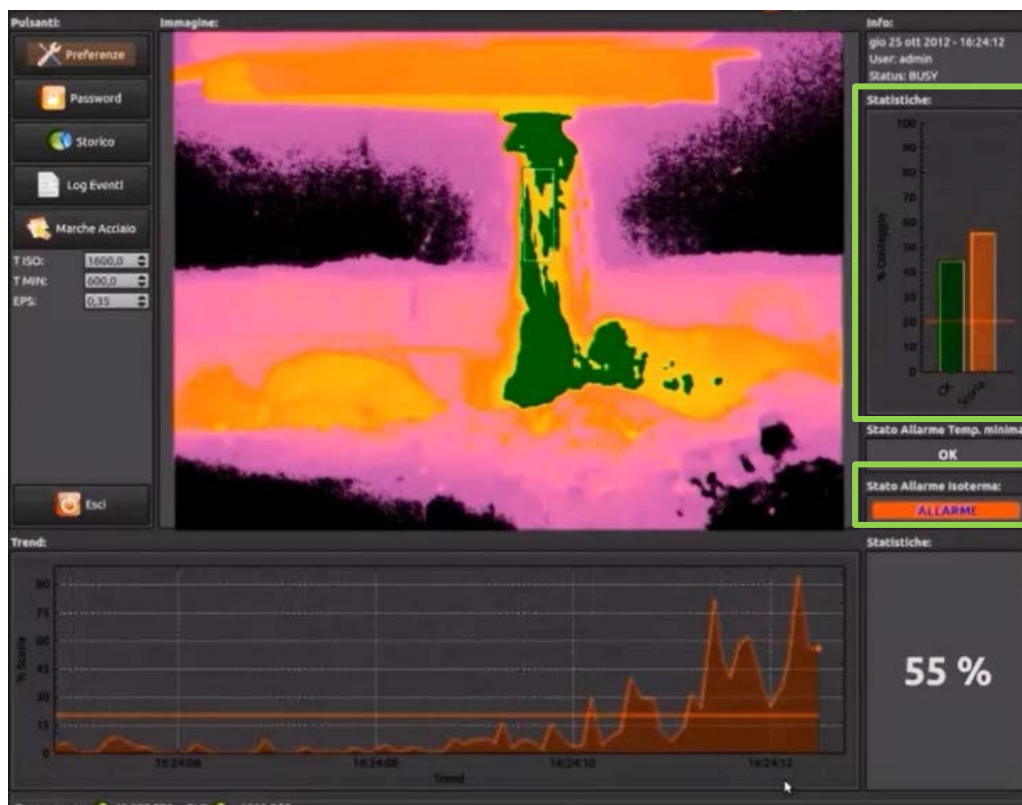 Pulsanti:
Preferenze
Password
Storico
Log Eventi
Marche Acciaio
T ISO: 1600,0
T MIN: 600,0
EPS: 0,35
Esci
Immagine:
Info:
gio 25 ott 2012 - 16:24:12
User: admin
Status: BUSY
Statistiche:
100
90
80
70
60
50
40
30
20
10
0
% Conteggio
OK
Scoria
Stato Allarme Temp. minima
OK
Stato Allarme Isoterma:
ALLARME
Trend:
90
75
60
45
30
15
0
% Scoria
16:24:06
16:24:08
16:24:10
16:24:12
Trend
Statistiche:
55 %